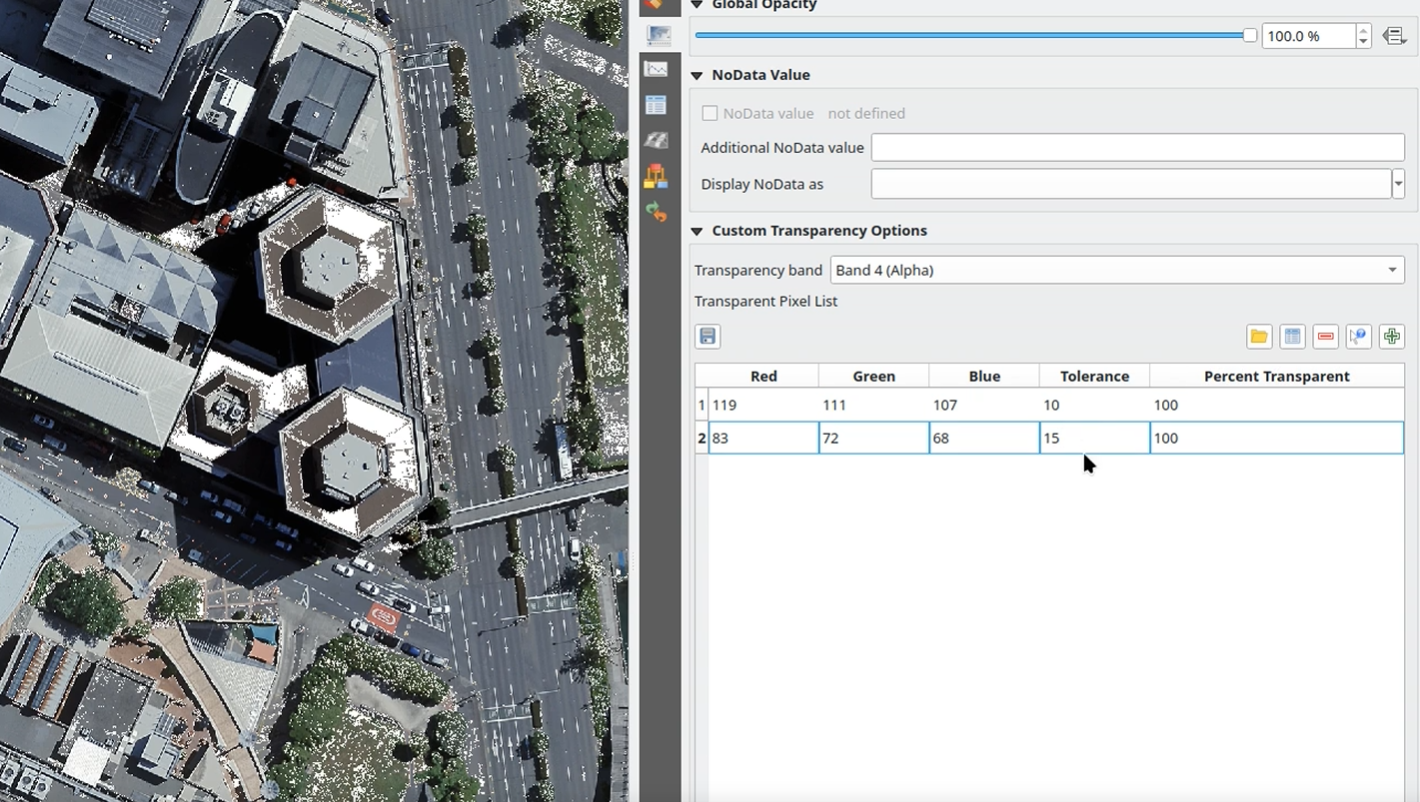 Global Opacity
100.0 %
NoData Value
NoData value not defined
Additional NoData value
Display NoData as
Custom Transparency Options
Transparency band Band 4 (Alpha)
Transparent Pixel List
Red Green Blue Tolerance Percent Transparent
1 119 111 107 10 100
2 83 72 68 15 100